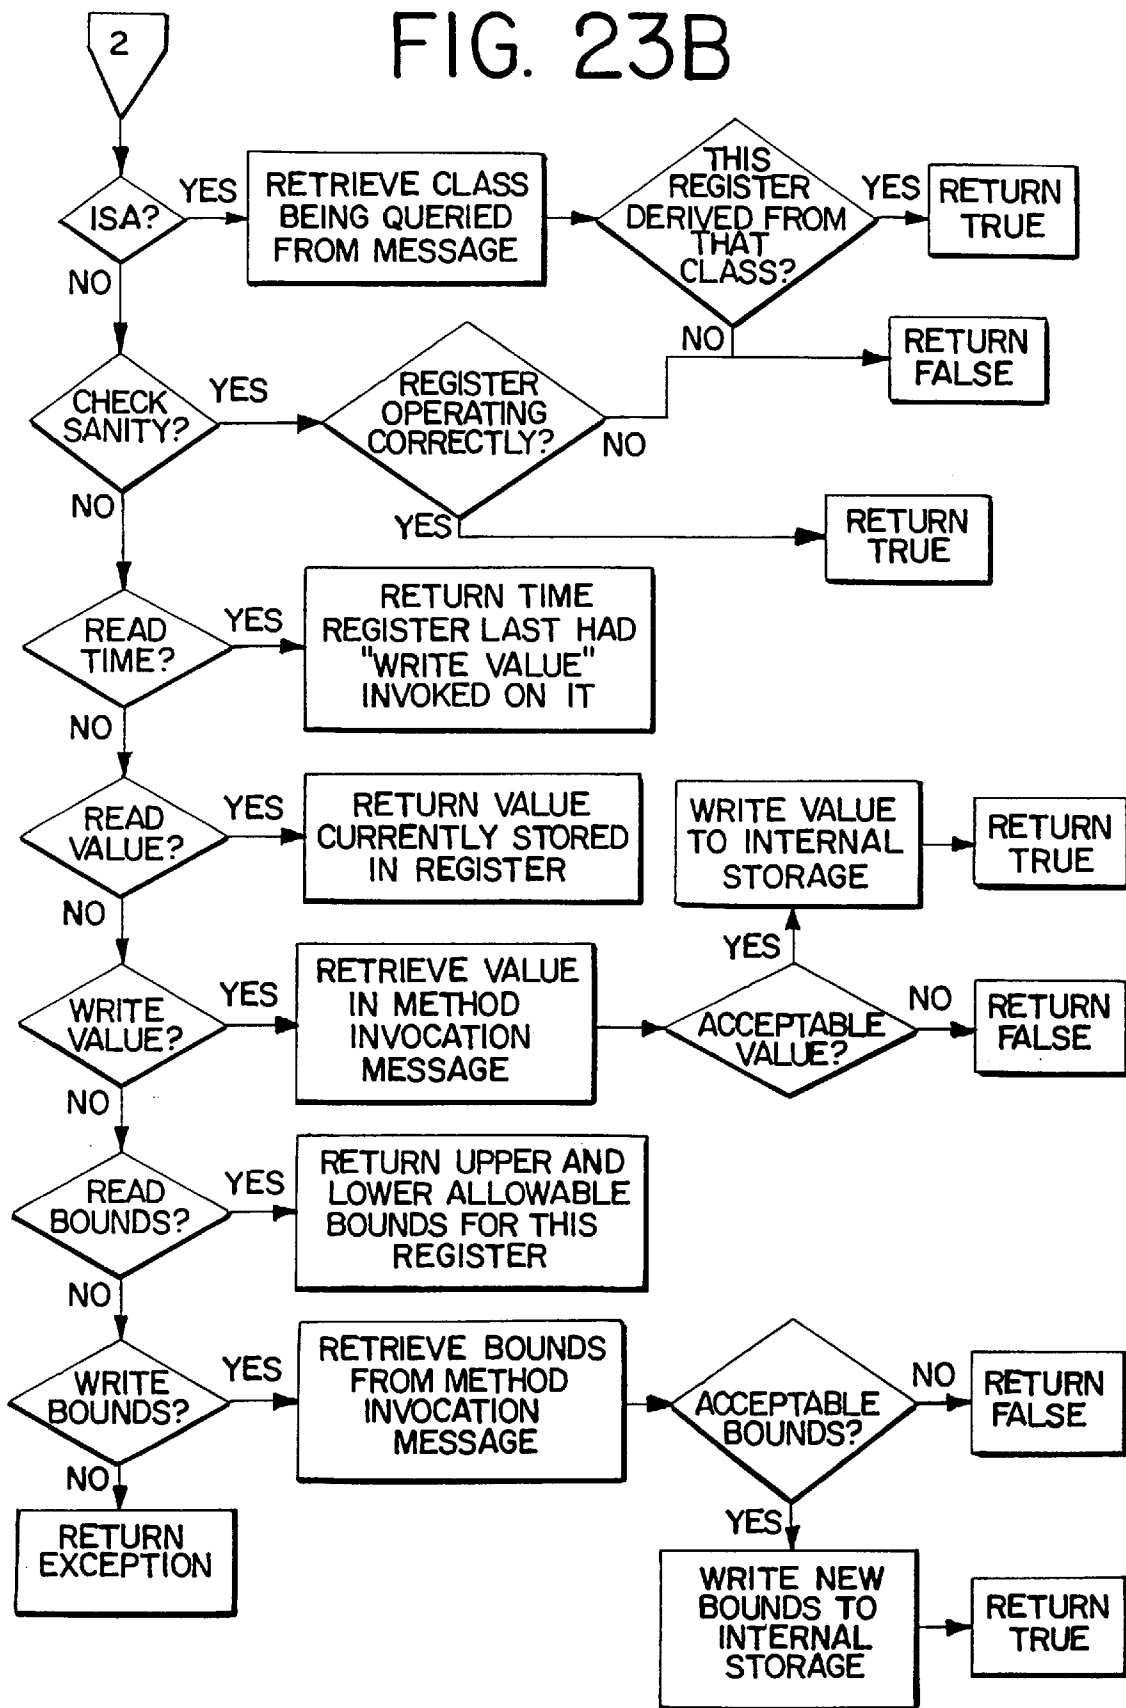 FIG. 23B
2
ISA?
YES
RETRIEVE CLASS
BEING QUERIED
FROM MESSAGE
THIS
REGISTER
DERIVED FROM
THAT
CLASS?
YES
RETURN
TRUE
NO
NO
RETURN
FALSE
CHECK
SANITY?
YES
REGISTER
OPERATING
CORRECTLY?
NO
NO
YES
RETURN
TRUE
READ
TIME?
YES
RETURN TIME
REGISTER LAST HAD
"WRITE VALUE"
INVOKED ON IT
NO
READ
VALUE?
YES
RETURN VALUE
CURRENTLY STORED
IN REGISTER
WRITE VALUE
TO INTERNAL
STORAGE
RETURN
TRUE
NO
YES
WRITE
VALUE?
YES
RETRIEVE VALUE
IN METHOD
INVOCATION
MESSAGE
ACCEPTABLE
VALUE?
NO
RETURN
FALSE
NO
READ
BOUNDS?
YES
RETURN UPPER AND
LOWER ALLOWABLE
BOUNDS FOR THIS
REGISTER
NO
WRITE
BOUNDS?
YES
RETRIEVE BOUNDS
FROM METHOD
INVOCATION
MESSAGE
ACCEPTABLE
BOUNDS?
NO
RETURN
FALSE
NO
YES
RETURN
EXCEPTION
WRITE NEW
BOUNDS TO
INTERNAL
STORAGE
RETURN
TRUE